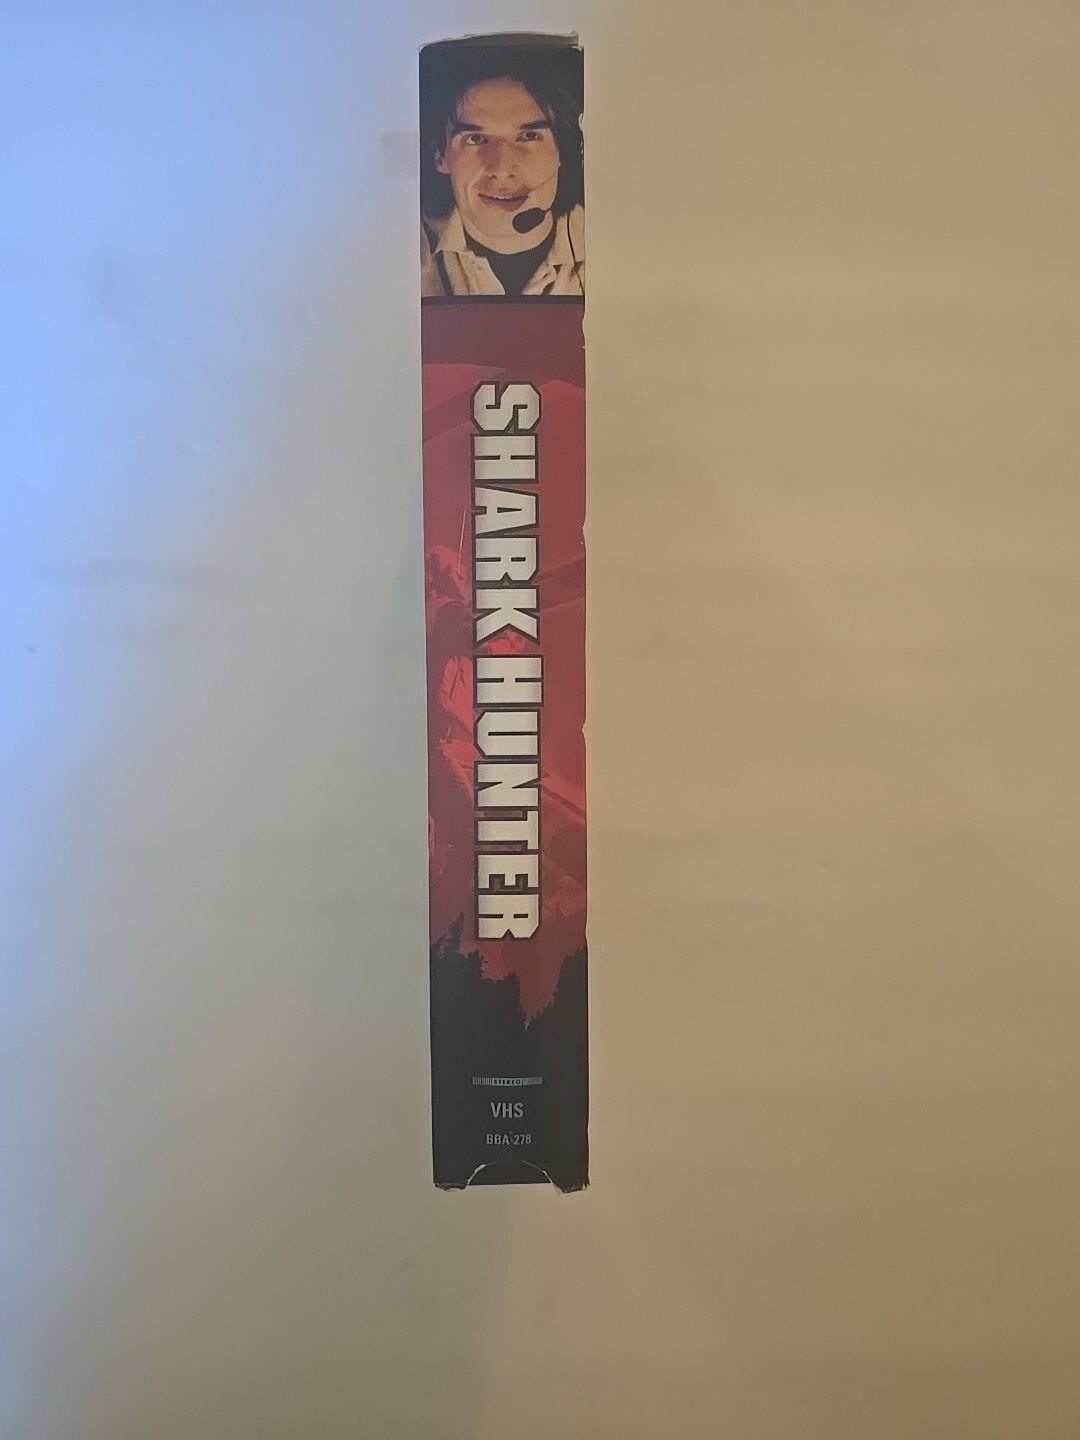 SHARK HUNTER
STEREO
VHS
BBA 278